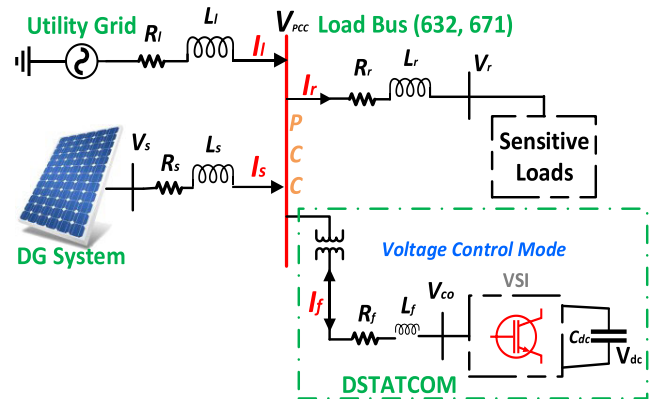 Utility Grid
Rl
Ll
Il
VPCC
Load Bus (632, 671)
Ir
Rr
Lr
Vr
Sensitive
Loads
P
C
C
Vs
Rs
Ls
Is
DG System
Voltage Control Mode
If
Rf
Lf
Vco
VSI
Cdc
Vdc
DSTATCOM